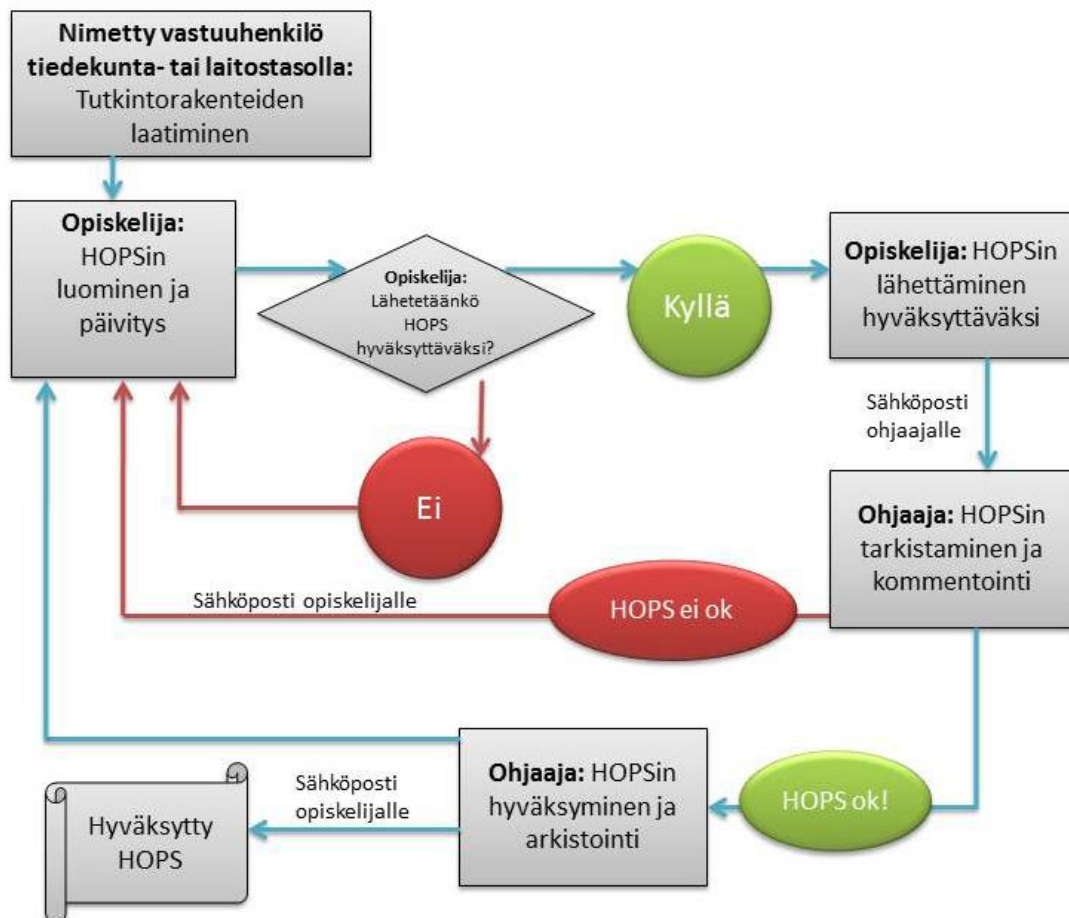 Nimetty vastuuhenkilö
tiedekunta- tai laitostasolla:
Tutkintorakenteiden
laatiminen
Opiskelija:
HOPSin
luominen ja
päivitys
Opiskelija:
Lähetetäänkö
HOPS
hyväksyttäväksi?
Kyllä
Opiskelija: HOPSin
lähettäminen
hyväksyttäväksi
Sähköposti
ohjaajalle
Ei
Ohjaaja: HOPSin
tarkistaminen ja
kommentointi
Sähköposti opiskelijalle
HOPS ei ok
HOPS ok!
Ohjaaja: HOPSin
hyväksyminen ja
arkistointi
Sähköposti
opiskelijalle
Hyväksytty
HOPS